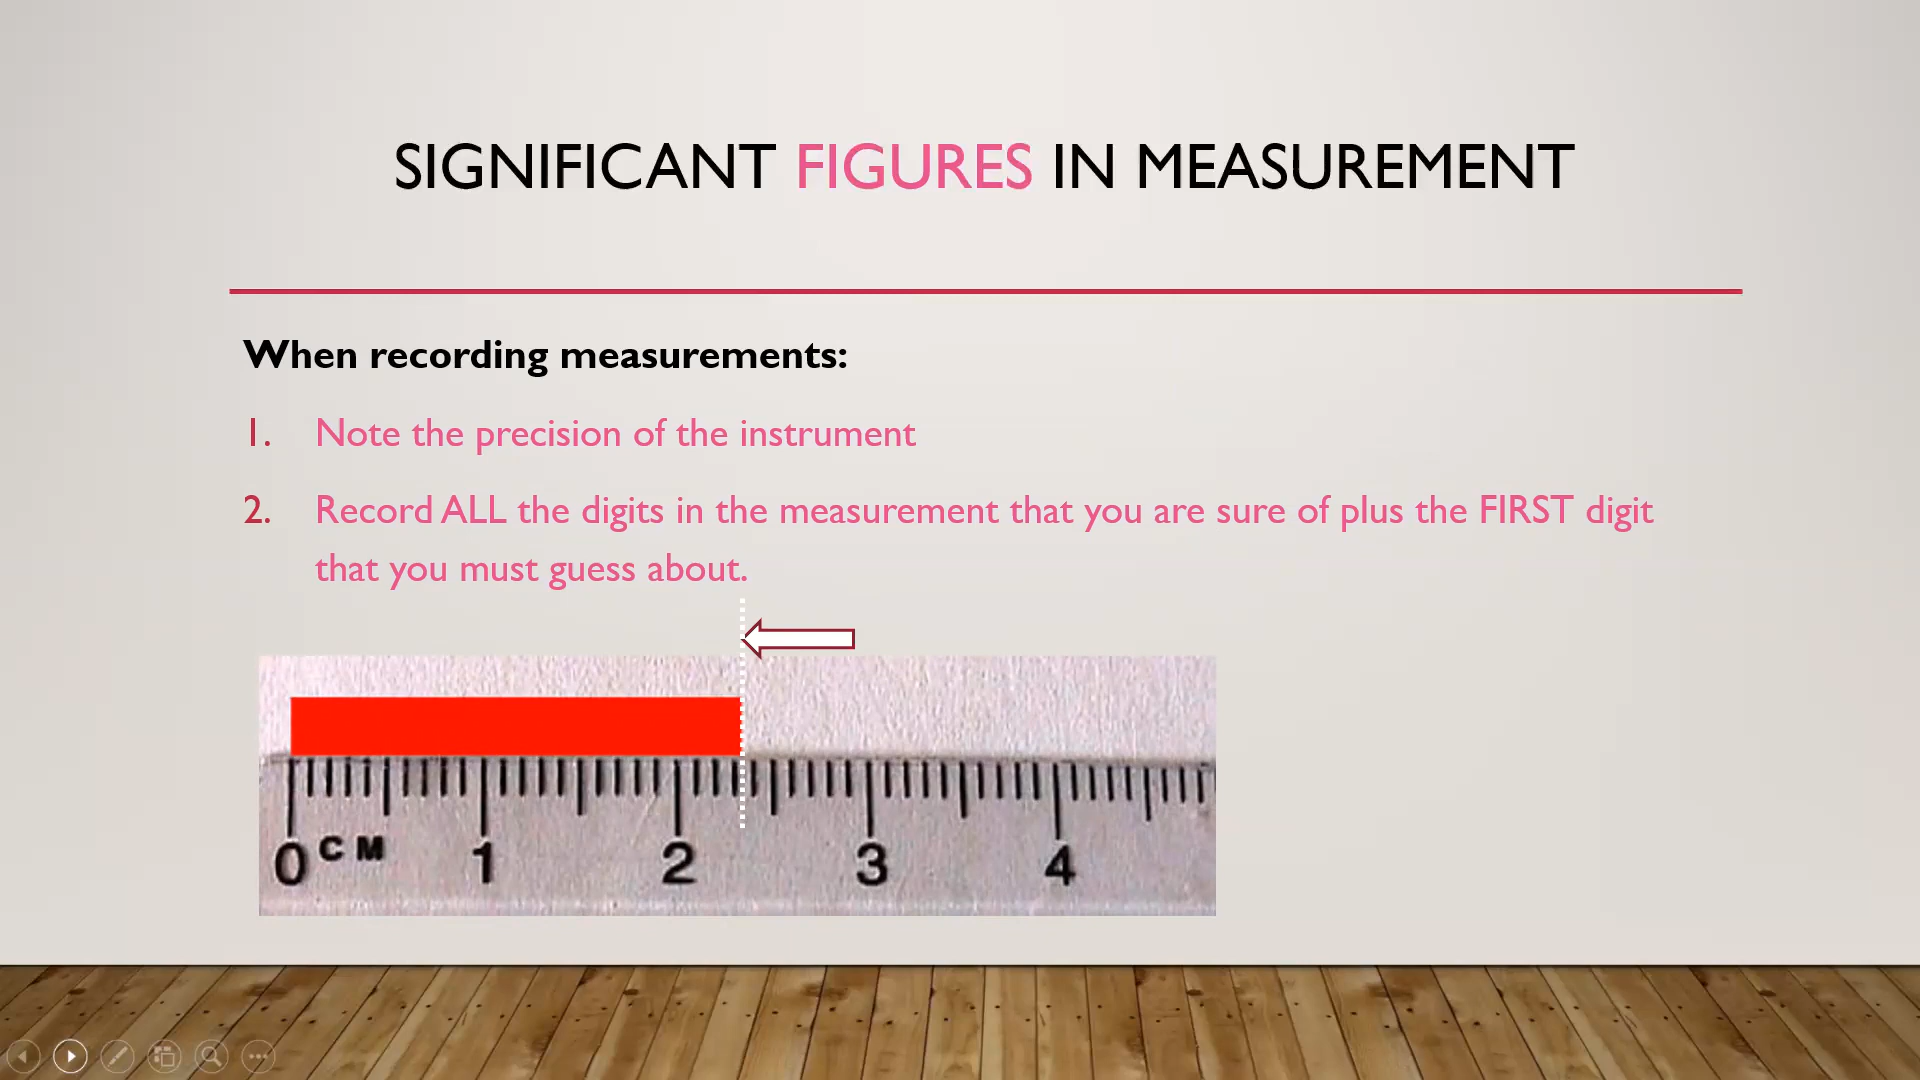 SIGNIFICANT FIGURES IN MEASUREMENT
When recording measurements:
1. Note the precision of the instrument
2. Record ALL the digits in the measurement that you are sure of plus the FIRST digit
that you must guess about.
0 CM 1 2 3 4